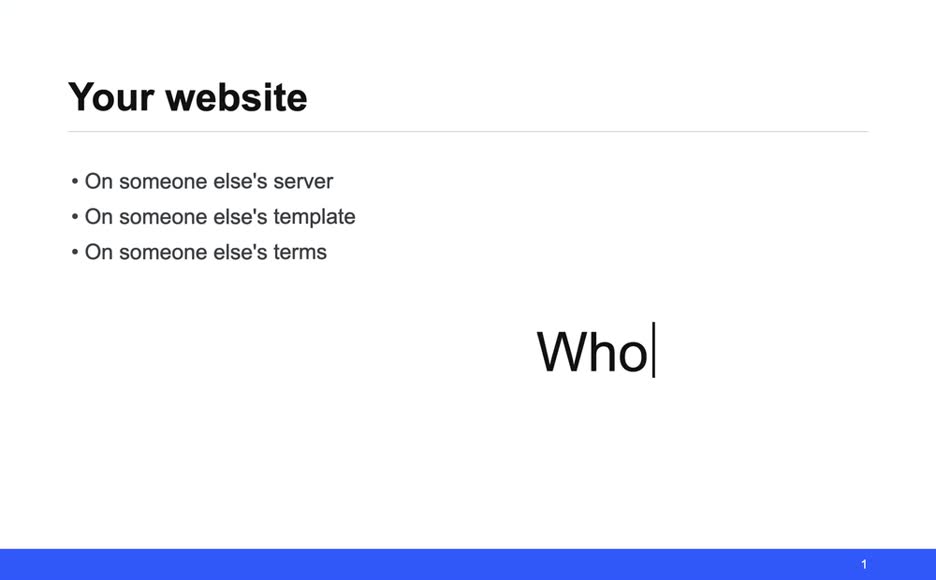 Your website
• On someone else's server
• On someone else's template
• On someone else's terms
Who
1